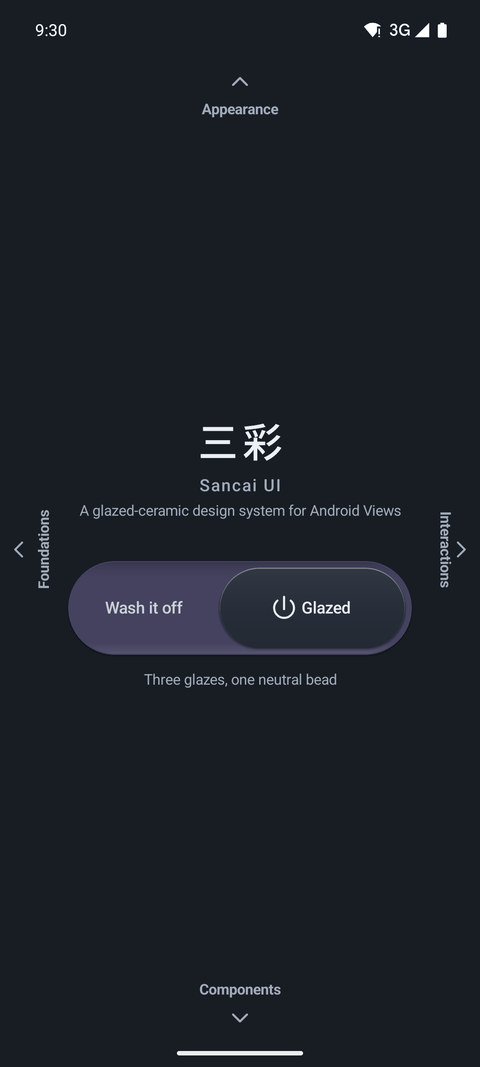 9:30
3G
Appearance
三彩
Sancai UI
A glazed-ceramic design system for Android Views
Foundations
Interactions
Wash it off
Glazed
Three glazes, one neutral bead
Components